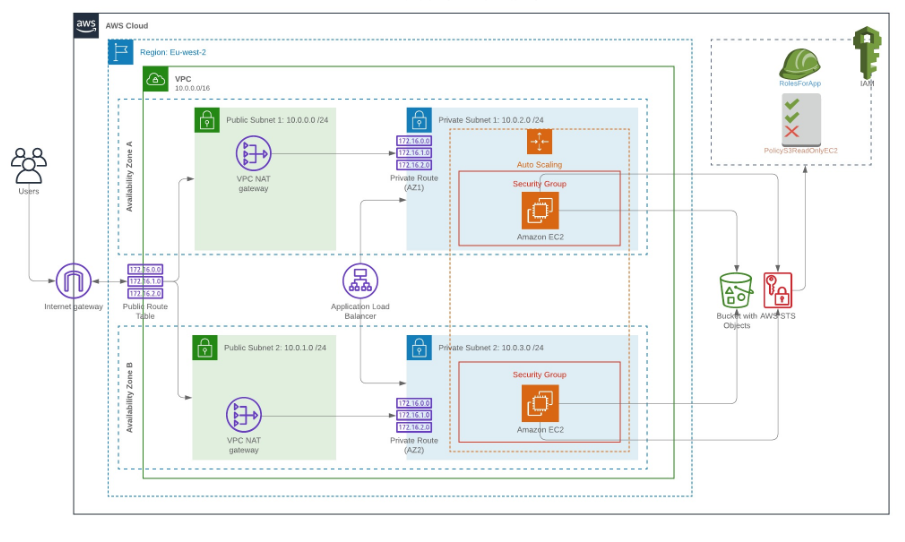 aws
AWS Cloud
Region: Eu-west-2
VPC
10.0.0.0/16
RolesForApp
IAM
PolicyS3ReadOnlyEC2
Availability Zone A
Public Subnet 1: 10.0.0.0 /24
VPC NAT
gateway
172.16.0.0
172.16.1.0
172.16.2.0
Private Route
(AZ1)
Private Subnet 1: 10.0.2.0 /24
Auto Scaling
Security Group
Amazon EC2
Users
Internet gateway
172.16.0.0
172.16.1.0
172.16.2.0
Public Route
Table
Application Load
Balancer
Bucket with
Objects
AWS STS
Availability Zone B
Public Subnet 2: 10.0.1.0 /24
VPC NAT
gateway
172.16.0.0
172.16.1.0
172.16.2.0
Private Route
(AZ2)
Private Subnet 2: 10.0.3.0 /24
Security Group
Amazon EC2